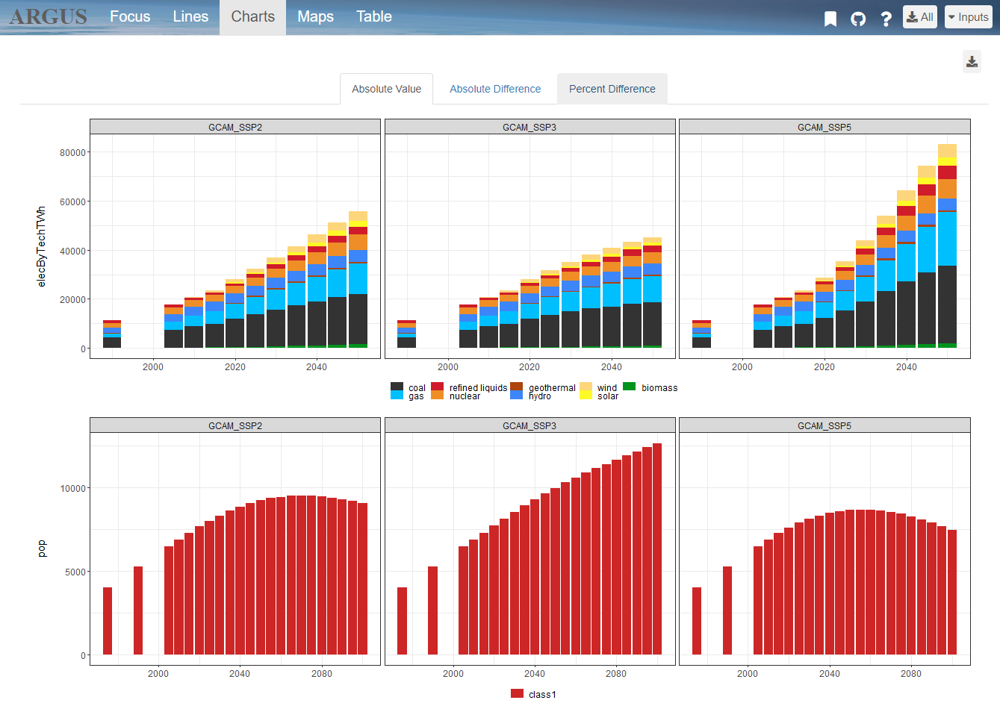 ARGUS Focus Lines Charts Maps Table All Inputs
Absolute Value Absolute Difference Percent Difference
GCAM_SSP2 GCAM_SSP3 GCAM_SSP5
elecByTechTWh
80000
60000
40000
20000
0
2000 2020 2040 2000 2020 2040 2000 2020 2040
coal refined liquids geothermal wind biomass
gas nuclear hydro solar
GCAM_SSP2 GCAM_SSP3 GCAM_SSP5
pop
10000
5000
0
2000 2040 2080 2000 2040 2080 2000 2040 2080
class1